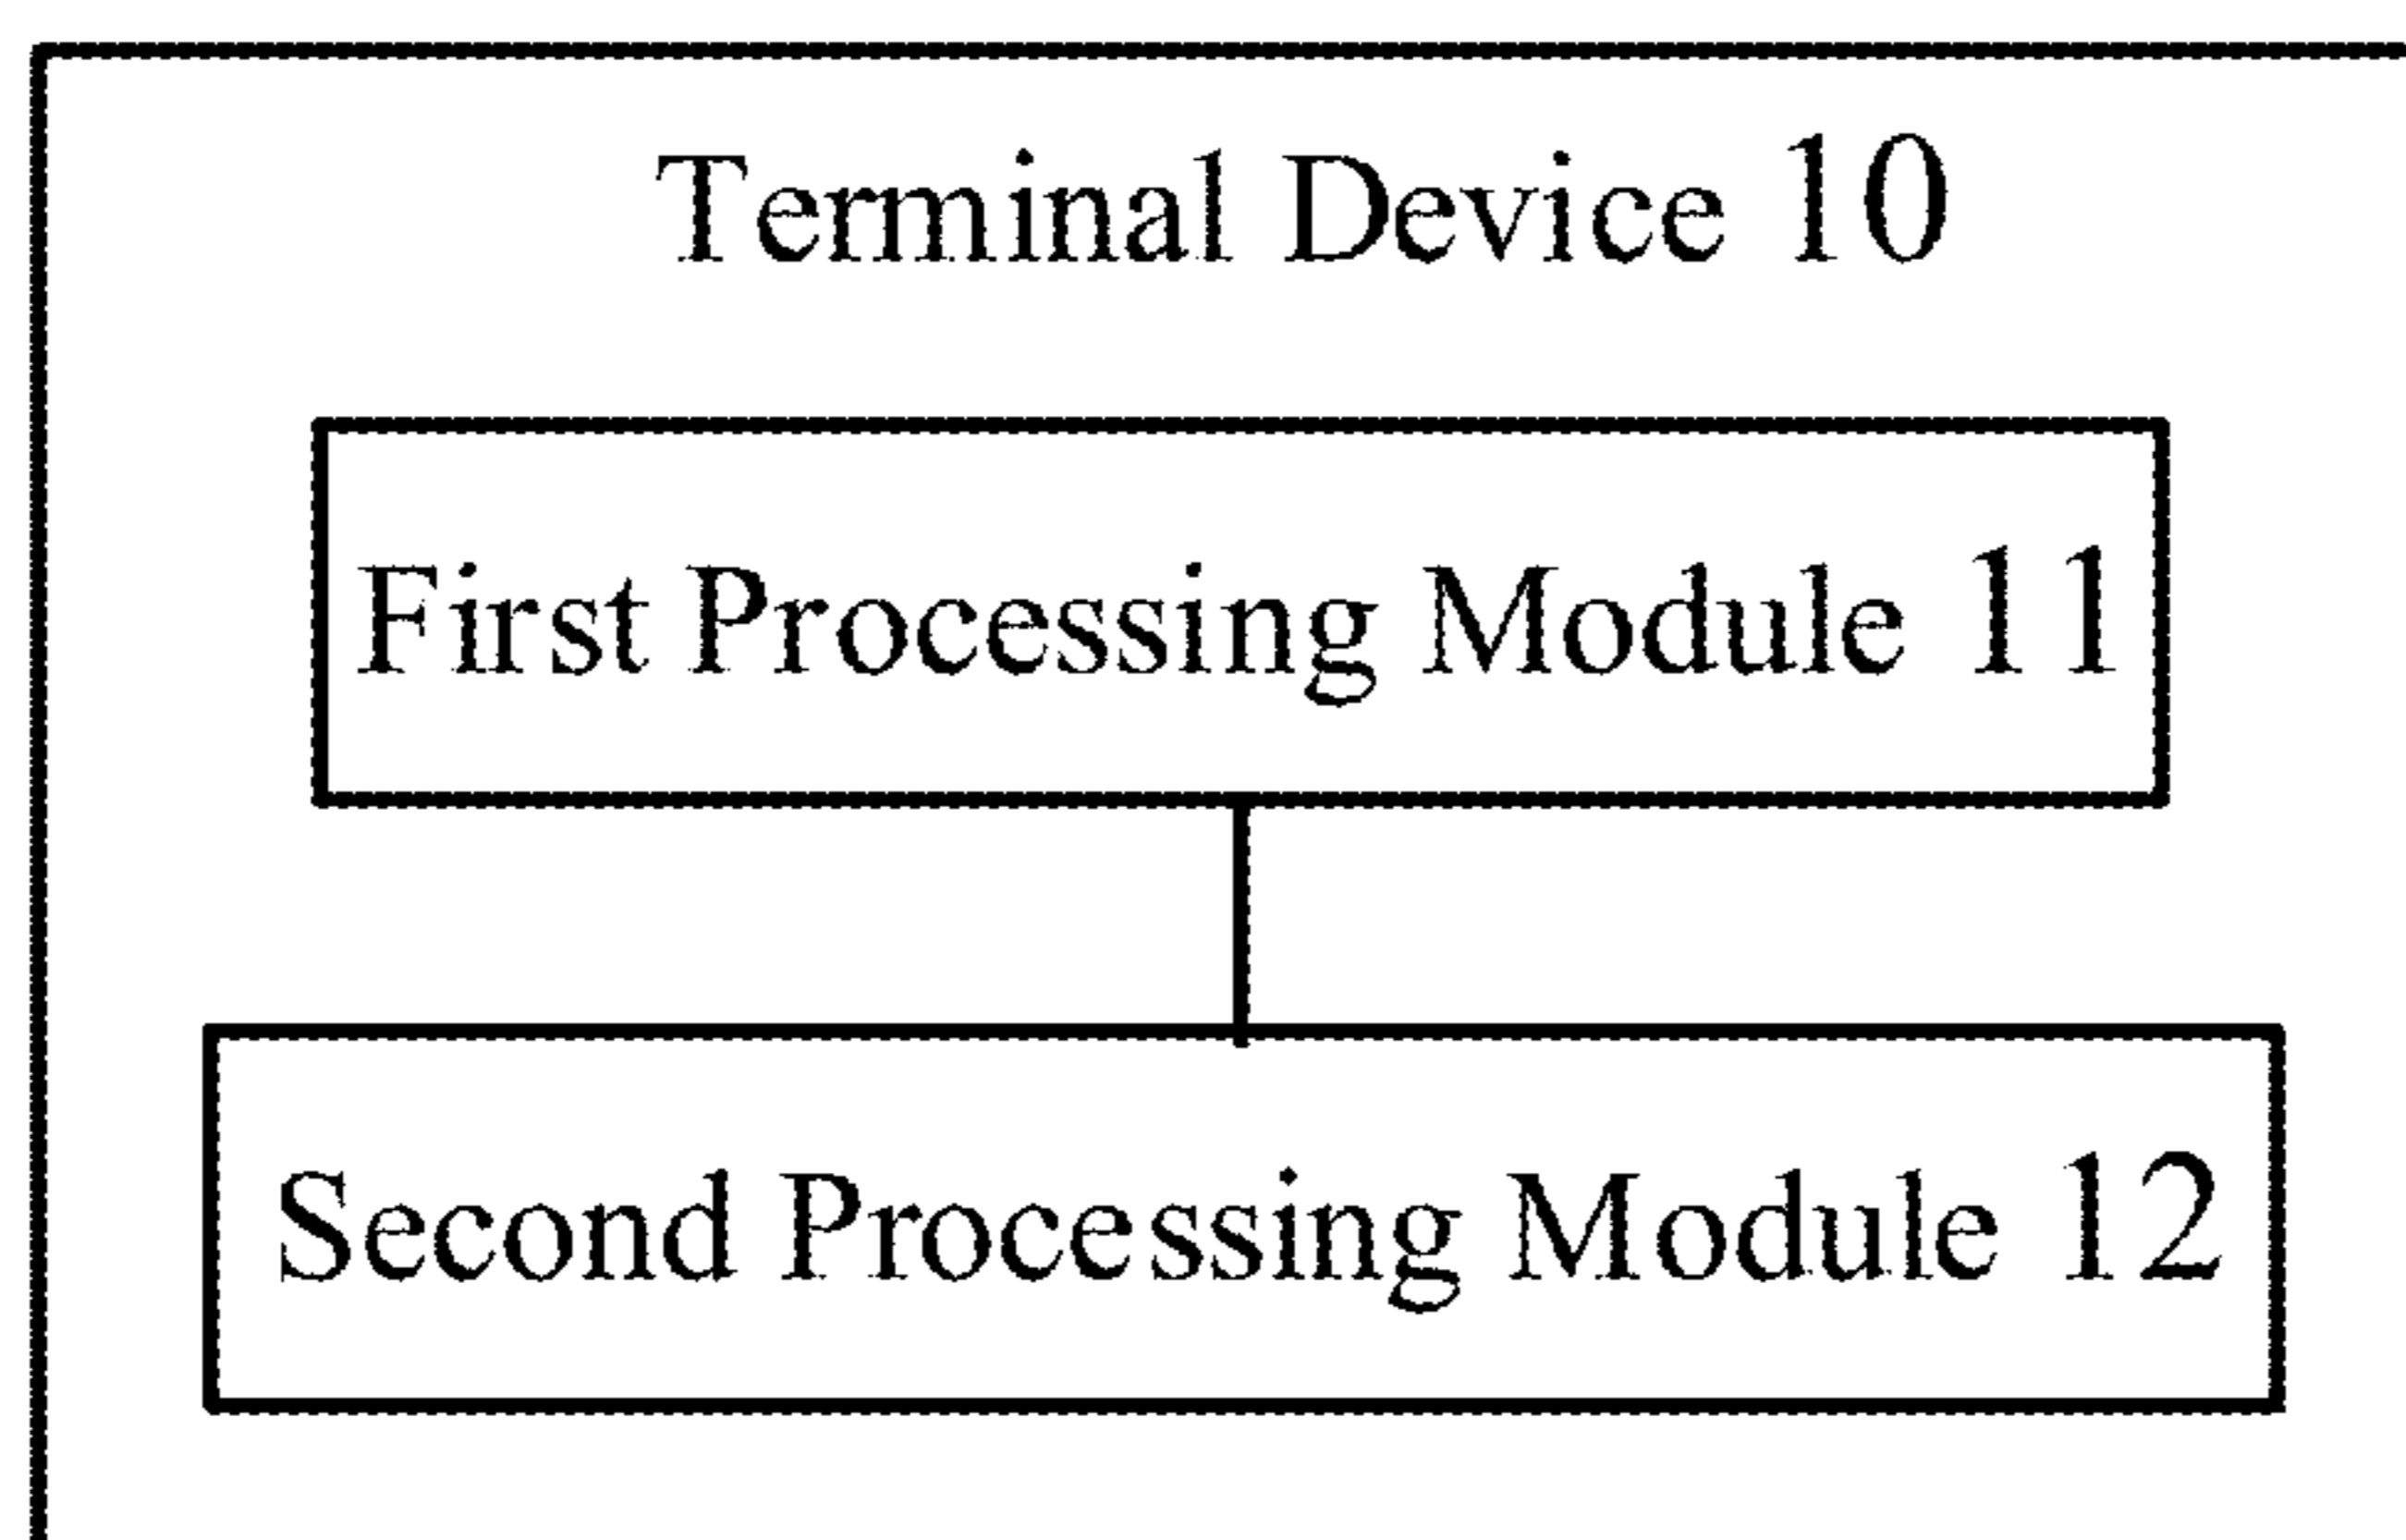 Terminal Device 10
First Processing Module 11
Second Processing Module 12